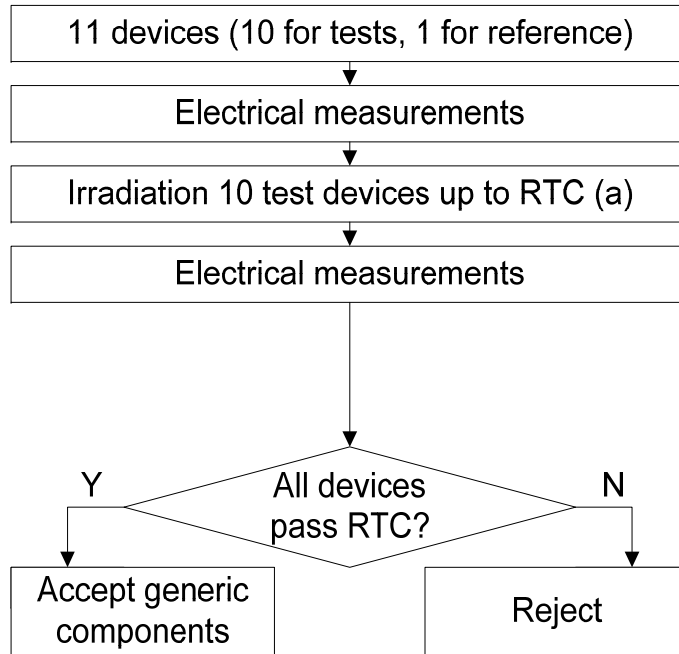 11 devices (10 for tests, 1 for reference)
Electrical measurements
Irradiation 10 test devices up to RTC (a)
Electrical measurements
Y
All devices
pass RTC?
N
Accept generic
components
Reject